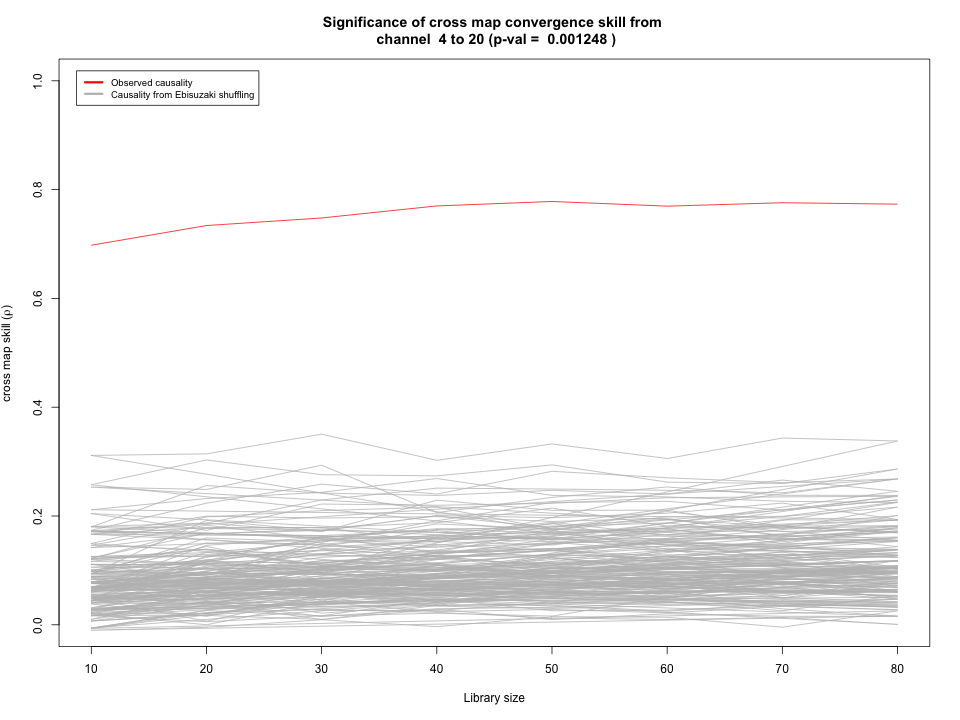 Significance of cross map convergence skill from
channel  4 to 20 (p-val =  0.001248 )
Observed causality
Causality from Ebisuzaki shuffling
cross map skill (ρ)
1.0
0.8
0.6
0.4
0.2
0.0
10 20 30 40 50 60 70 80
Library size